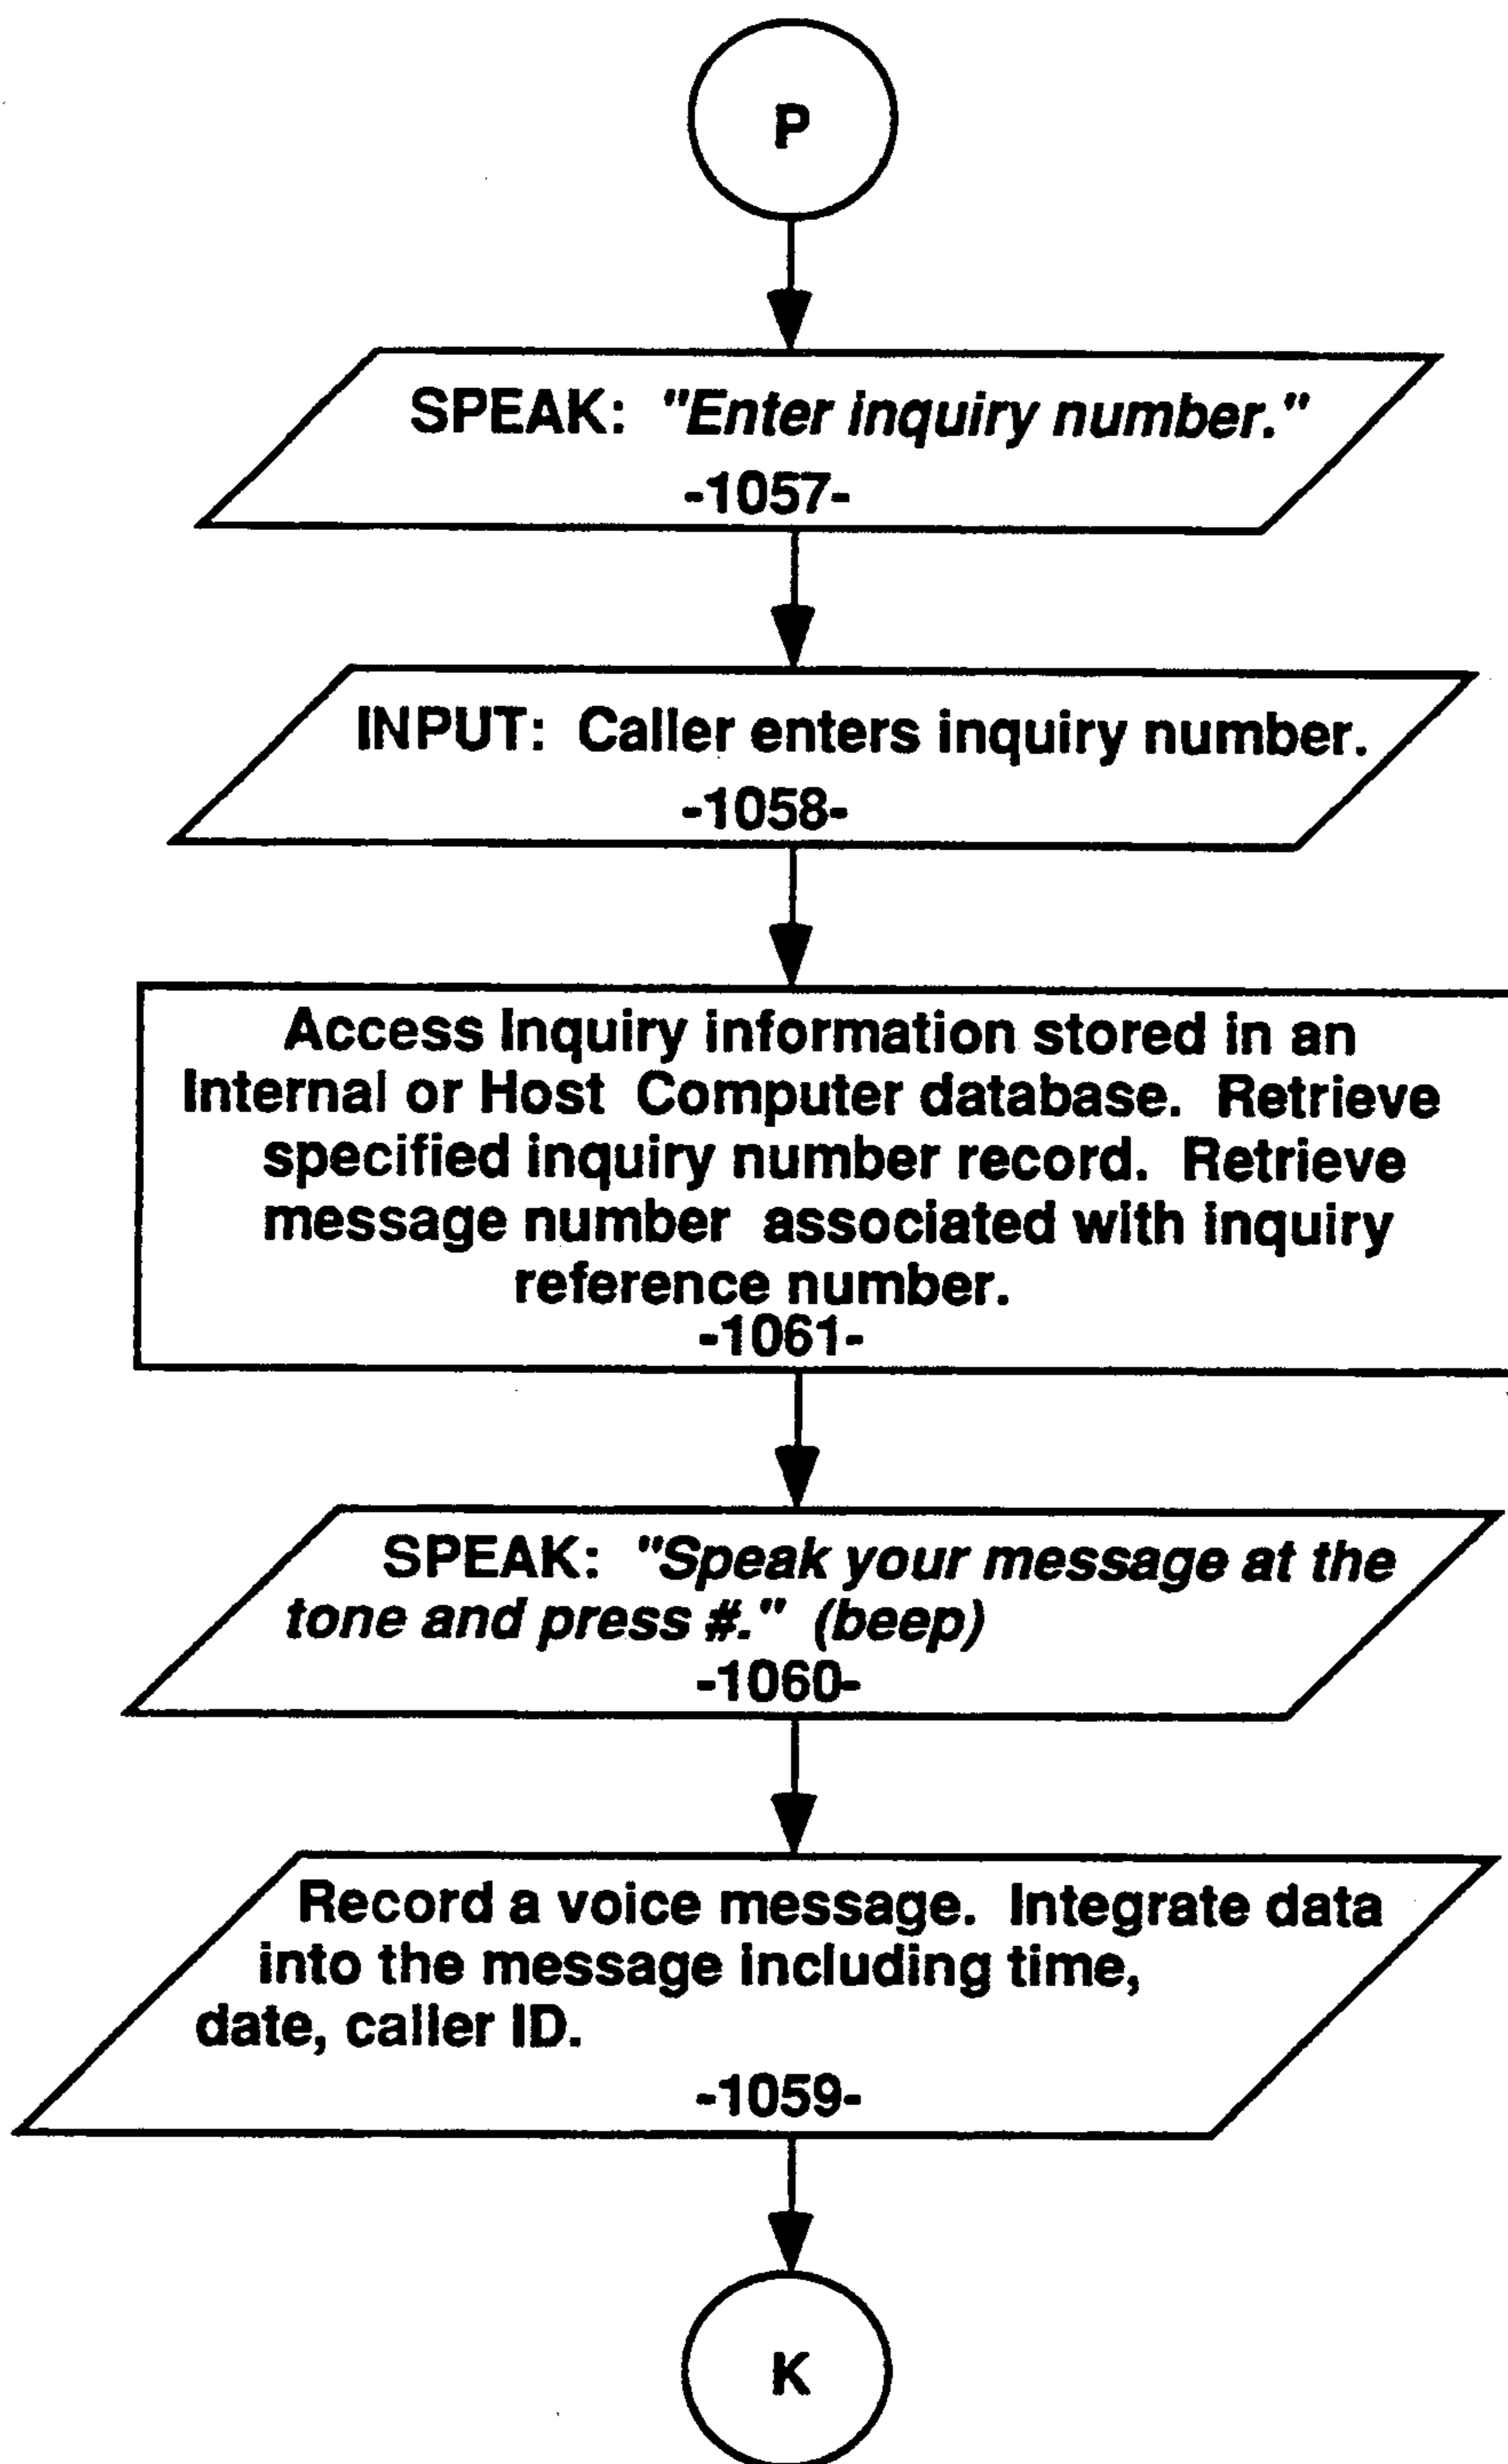 P
SPEAK: "Enter inquiry number."
-1057-
INPUT: Caller enters inquiry number.
-1058-
Access Inquiry information stored in an
Internal or Host Computer database. Retrieve
specified inquiry number record. Retrieve
message number associated with inquiry
reference number.
-1061-
SPEAK: "Speak your message at the
tone and press #." (beep)
-1060-
Record a voice message. Integrate data
into the message including time,
date, caller ID.
-1059-
K